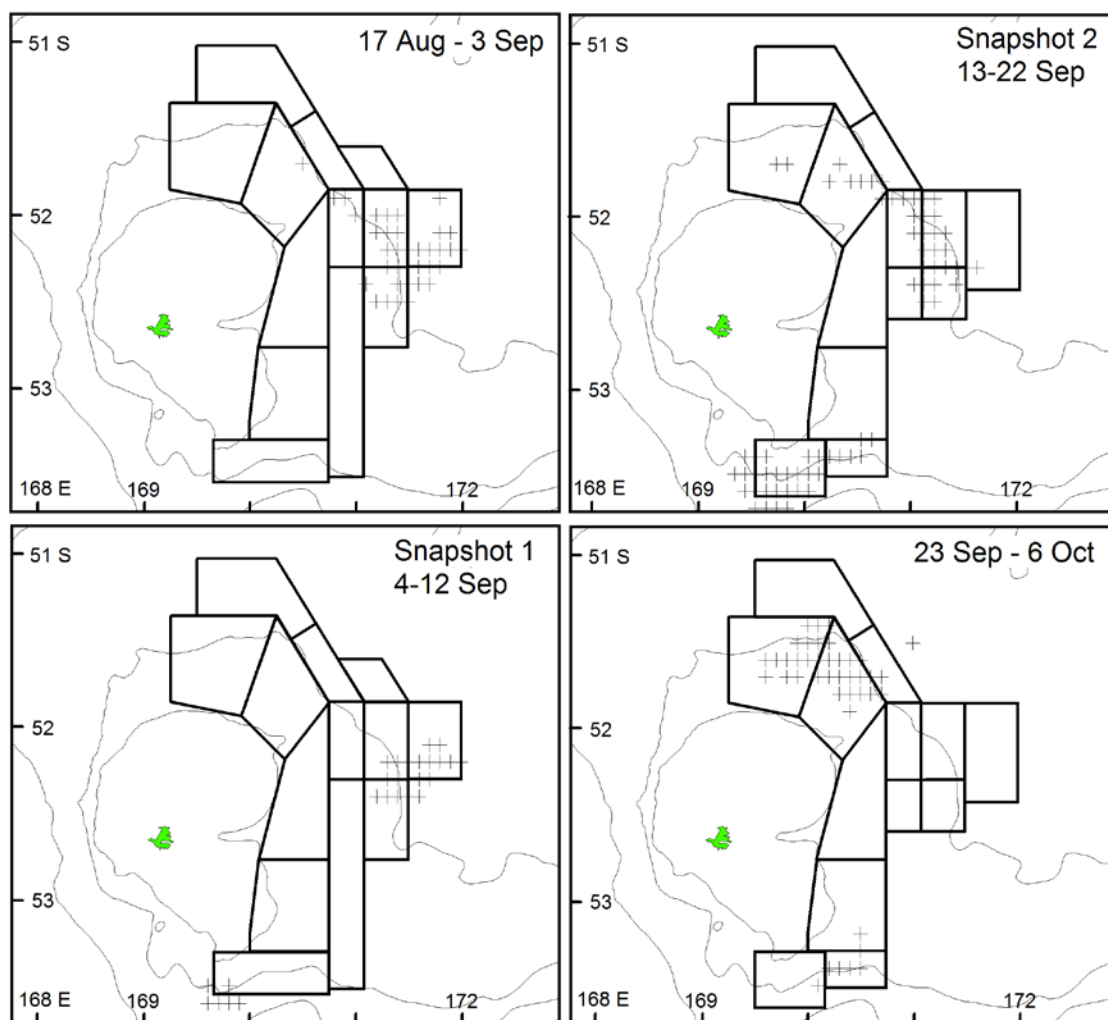 51 S
17 Aug - 3 Sep
52
53
168 E
169
172
51 S
Snapshot 2
13-22 Sep
52
53
168 E
169
172
51 S
Snapshot 1
4-12 Sep
52
53
168 E
169
172
51 S
23 Sep - 6 Oct
52
53
168 E
169
172